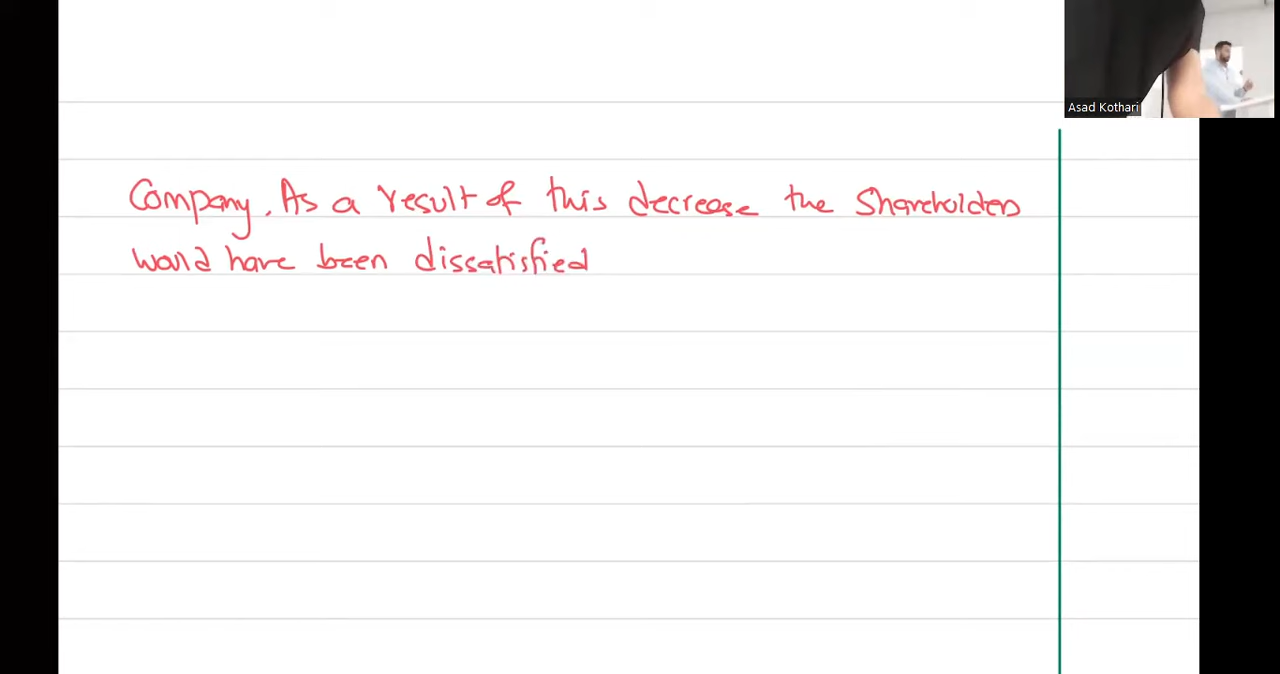 Asad Kothari
Company. As a result of this decrease the Shareholders
would have been dissatisfied